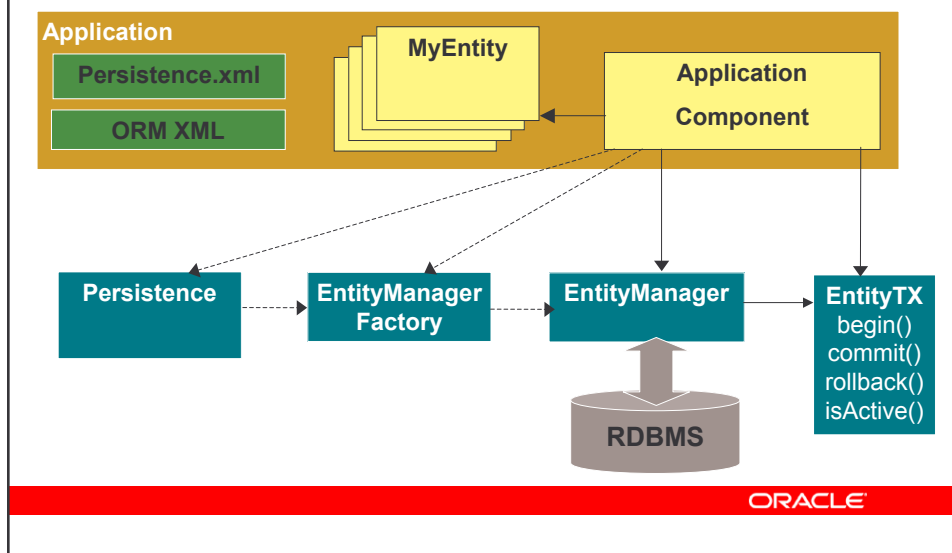 Application
Persistence.xml
ORM XML
MyEntity
Application
Component
Persistence
EntityManager
Factory
EntityManager
EntityTX
begin()
commit()
rollback()
isActive()
RDBMS
ORACLE